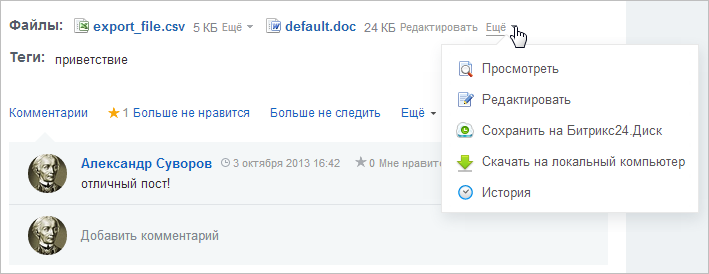 Файлы: export_file.csv 5 КБ Ещё default.doc 24 КБ Редактировать Ещё
Теги: приветствие
Просмотреть
Редактировать
Сохранить на Битрикс24.Диск
Скачать на локальный компьютер
История
Комментарии 1 Больше не нравится Больше не следить Ещё
Александр Суворов 3 октября 2013 16:42 0 Мне нравит
отличный пост!
Добавить комментарий